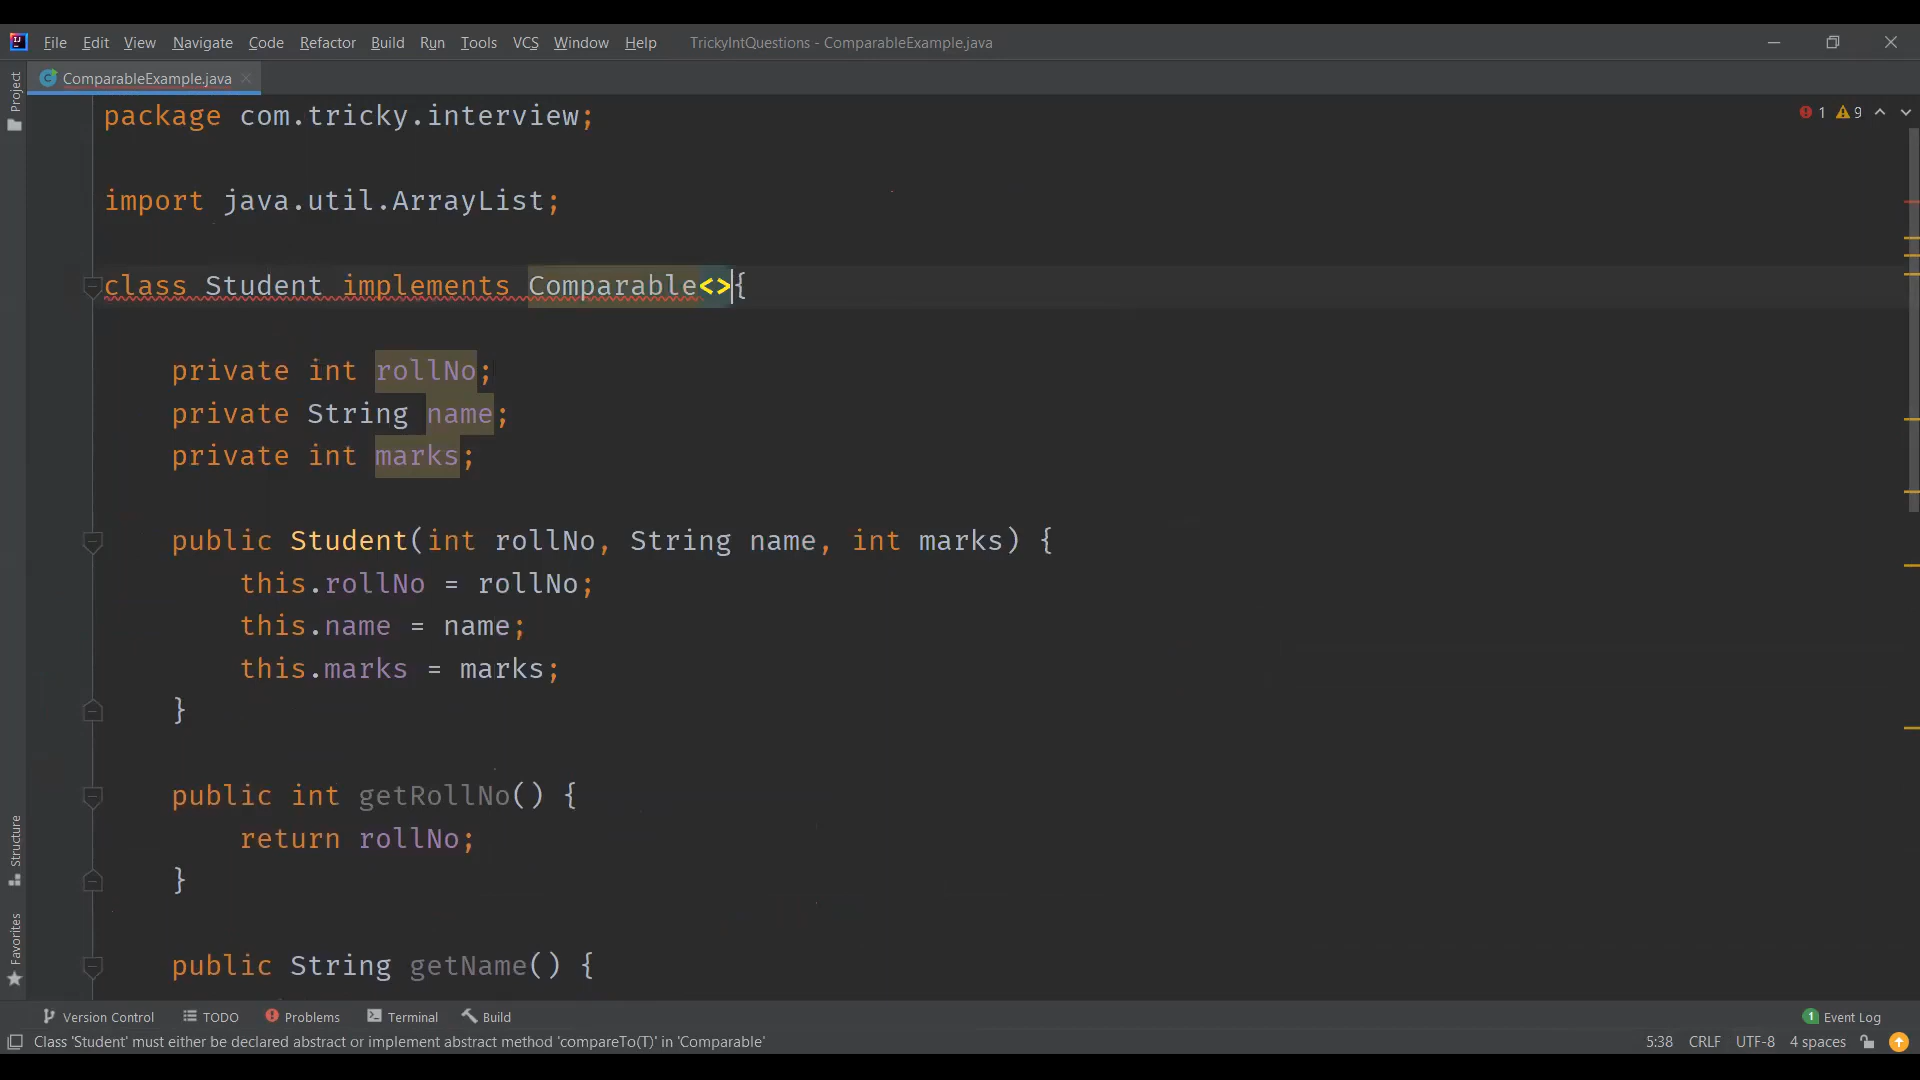 File Edit View Navigate Code Refactor Build Run Tools VCS Window Help TrickyIntQuestions - ComparableExample.java
ComparableExample.java
Project
package com.tricky.interview;
1 9
import java.util.ArrayList;
class Student implements Comparable<>{
private int rollNo;
private String name;
private int marks;
public Student(int rollNo, String name, int marks) {
this.rollNo = rollNo;
this.name = name;
this.marks = marks;
}
public int getRollNo() {
return rollNo;
}
public String getName() {
Structure
Favorites
Version Control TODO Problems Terminal Build 1 Event Log
Class 'Student' must either be declared abstract or implement abstract method 'compareTo(T)' in 'Comparable' 5:38 CRLF UTF-8 4 spaces